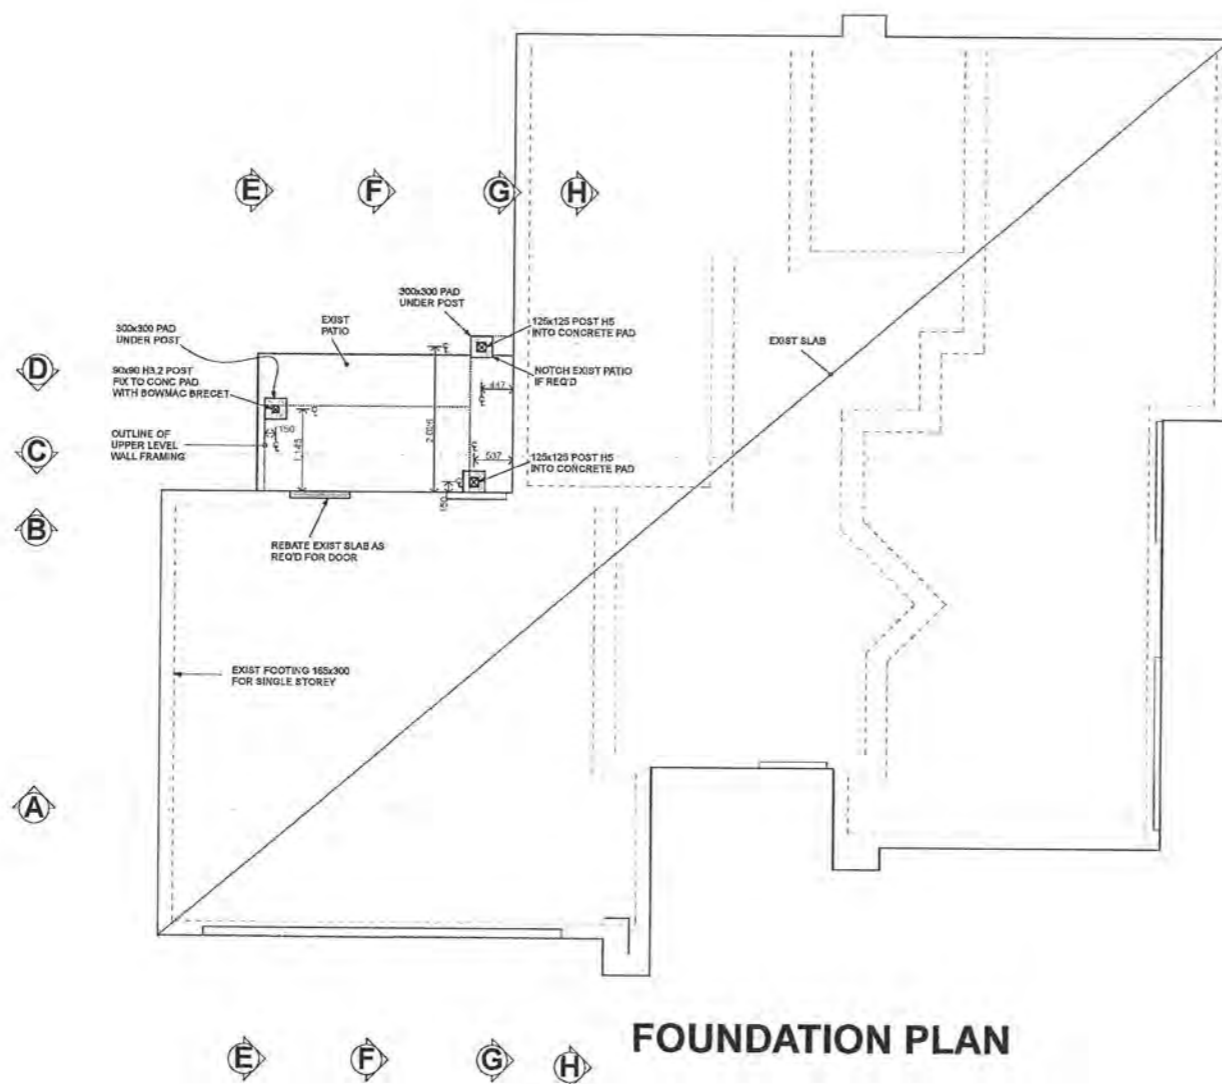 E
F
G
H
300x300 PAD
UNDER POST
EXIST
PATIO
300x300 PAD
UNDER POST
125x125 POST H5
INTO CONCRETE PAD
EXIST SLAB
D
90x90 H3.2 POST
FIX TO CONC PAD
WITH BOWMAC BRECET
NOTCH EXIST PATIO
IF REQ'D
447
150
1145
2 026
OUTLINE OF
UPPER LEVEL
WALL FRAMING
C
537
125x125 POST H5
INTO CONCRETE PAD
150
B
REBATE EXIST SLAB AS
REQ'D FOR DOOR
EXIST FOOTING 165x300
FOR SINGLE STOREY
A
FOUNDATION PLAN
E
F
G
H